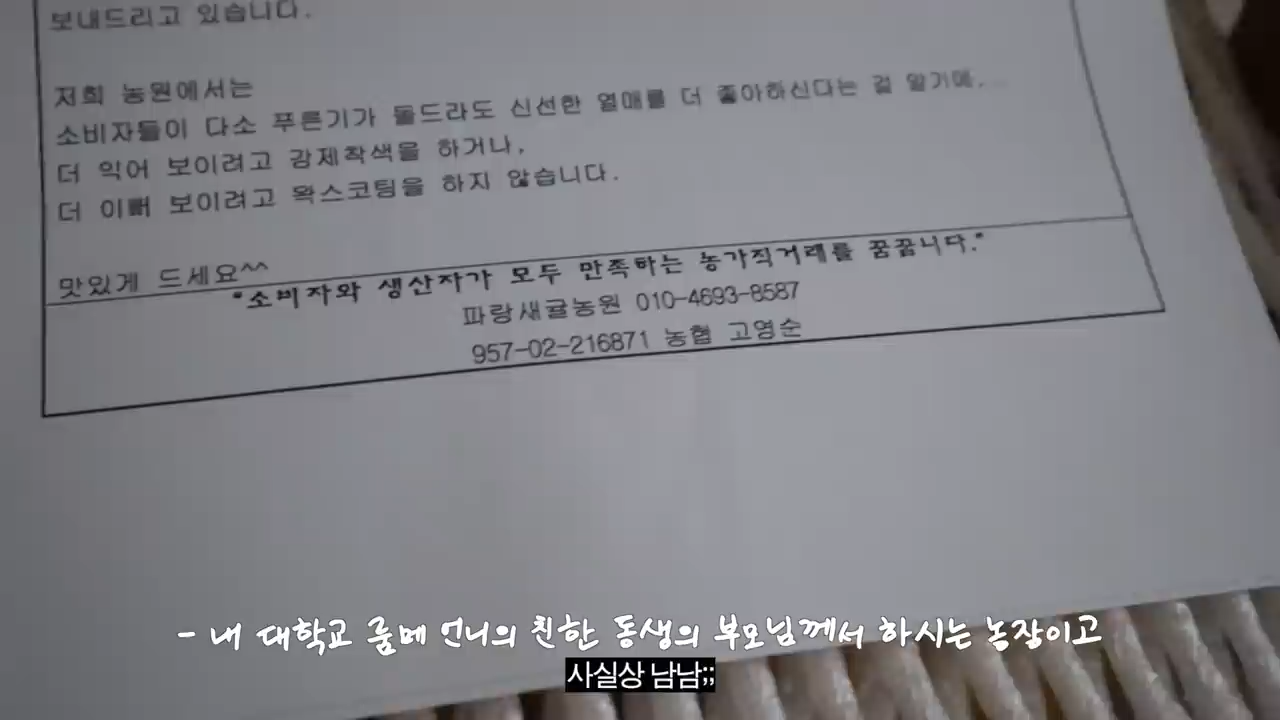 보내드리고 있습니다.
저희 농원에서는
소비자들이 다소 푸른기가 돌드라도 신선한 열매를 더 좋아하신다는 걸 알기에...
더 익어 보이려고 강제착색을 하거나,
더 이뻐 보이려고 왁스코팅을 하지 않습니다.
맛있게 드세요^^
"소비자와 생산자가 모두 만족하는 농가직거래를 꿈꿉니다."
파랑새귤농원 010-4693-8587
957-02-216871 농협 고영순
- 내 대학교 룸메 언니의 친한 동생의 부모님께서 하시는 농장이고
사실상 남남;;